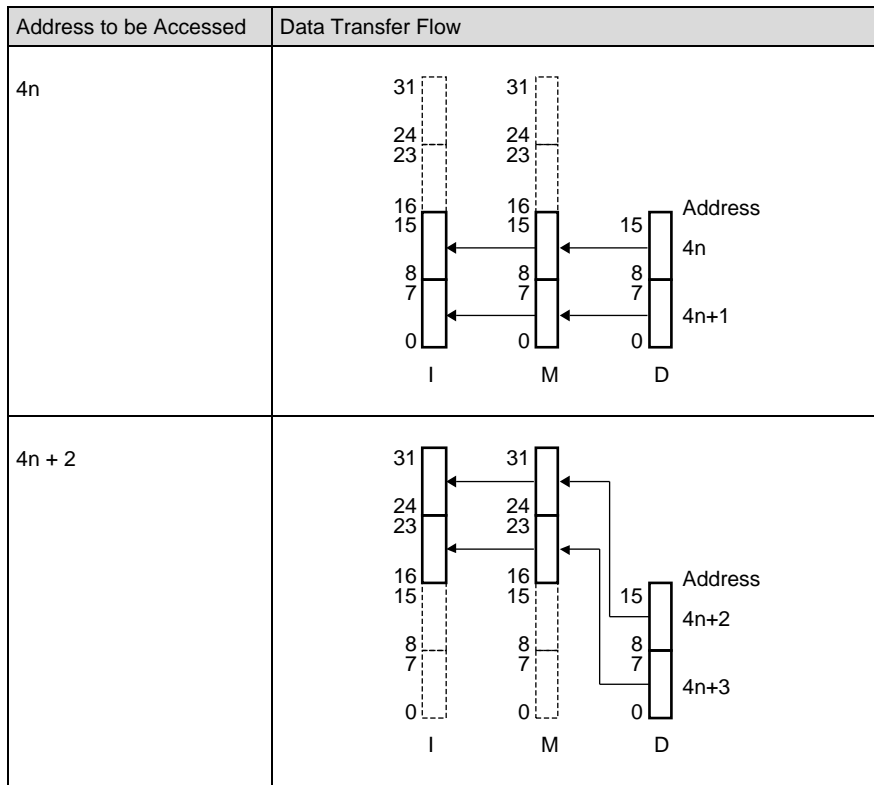 Address to be Accessed Data Transfer Flow
4n
31 31
24 24
23 23
16 16 Address
15 15 15
4n
8 8 8
7 7 7
4n+1
0 0 0
I M D
4n + 2
31 31
24 24
23 23
16 16 Address
15 15 15
4n+2
8 8 8
7 7 7
4n+3
0 0 0
I M D